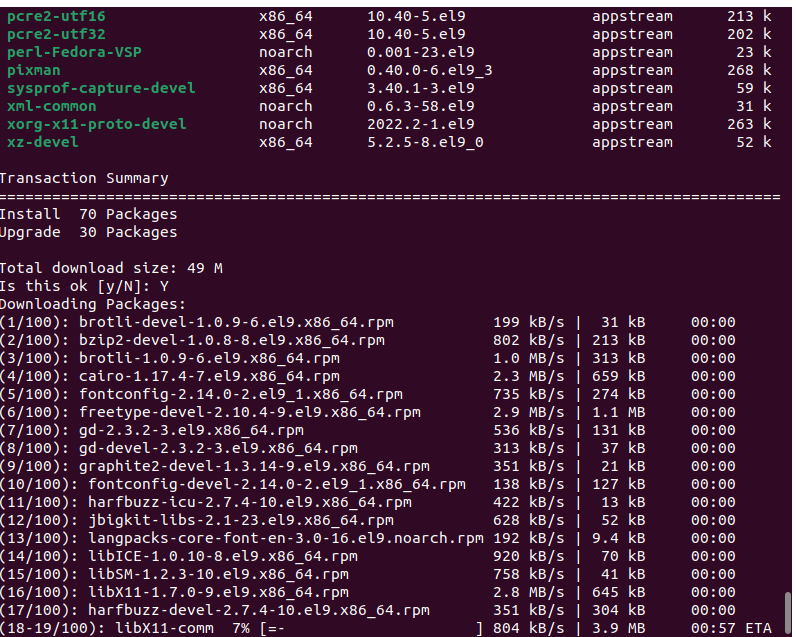 pcre2-utf16 x86_64 10.40-5.el9 appstream 213 k
pcre2-utf32 x86_64 10.40-5.el9 appstream 202 k
perl-Fedora-VSP noarch 0.001-23.el9 appstream 23 k
pixman x86_64 0.40.0-6.el9_3 appstream 268 k
sysprof-capture-devel x86_64 3.40.1-3.el9 appstream 59 k
xml-common noarch 0.6.3-58.el9 appstream 31 k
xorg-x11-proto-devel noarch 2022.2-1.el9 appstream 263 k
xz-devel x86_64 5.2.5-8.el9_0 appstream 52 k
Transaction Summary
=======================================================================================
Install 70 Packages
Upgrade 30 Packages
Total download size: 49 M
Is this ok [y/N]: Y
Downloading Packages:
(1/100): brotli-devel-1.0.9-6.el9.x86_64.rpm 199 kB/s | 31 kB 00:00
(2/100): bzip2-devel-1.0.8-8.el9.x86_64.rpm 802 kB/s | 213 kB 00:00
(3/100): brotli-1.0.9-6.el9.x86_64.rpm 1.0 MB/s | 313 kB 00:00
(4/100): cairo-1.17.4-7.el9.x86_64.rpm 2.3 MB/s | 659 kB 00:00
(5/100): fontconfig-2.14.0-2.el9_1.x86_64.rpm 735 kB/s | 274 kB 00:00
(6/100): freetype-devel-2.10.4-9.el9.x86_64.rpm 2.9 MB/s | 1.1 MB 00:00
(7/100): gd-2.3.2-3.el9.x86_64.rpm 536 kB/s | 131 kB 00:00
(8/100): gd-devel-2.3.2-3.el9.x86_64.rpm 313 kB/s | 37 kB 00:00
(9/100): graphite2-devel-1.3.14-9.el9.x86_64.rpm 351 kB/s | 21 kB 00:00
(10/100): fontconfig-devel-2.14.0-2.el9_1.x86_64.rpm 138 kB/s | 127 kB 00:00
(11/100): harfbuzz-icu-2.7.4-10.el9.x86_64.rpm 422 kB/s | 13 kB 00:00
(12/100): jbigkit-libs-2.1-23.el9.x86_64.rpm 628 kB/s | 52 kB 00:00
(13/100): langpacks-core-font-en-3.0-16.el9.noarch.rpm 192 kB/s | 9.4 kB 00:00
(14/100): libICE-1.0.10-8.el9.x86_64.rpm 920 kB/s | 70 kB 00:00
(15/100): libSM-1.2.3-10.el9.x86_64.rpm 758 kB/s | 41 kB 00:00
(16/100): libX11-1.7.0-9.el9.x86_64.rpm 2.8 MB/s | 645 kB 00:00
(17/100): harfbuzz-devel-2.7.4-10.el9.x86_64.rpm 351 kB/s | 304 kB 00:00
(18-19/100): libX11-comm 7% [=- ] 804 kB/s | 3.9 MB 00:57 ETA